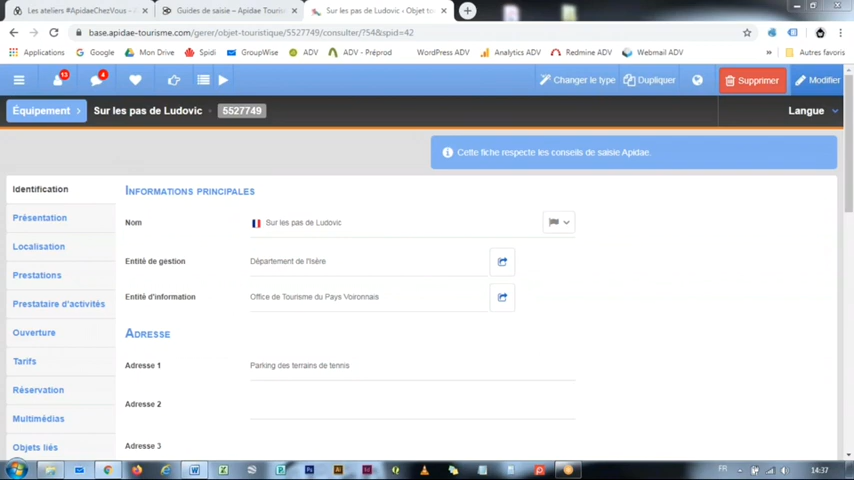 Les ateliers #ApidaeChezVous - A
Guides de saisie – Apidae Touris
Sur les pas de Ludovic ‹ Objet to
base.apidae-tourisme.com/gerer/objet-touristique/5527749/consulter/?54&spid=42
Applications
Google
Mon Drive
Spidi
GroupWise
ADV
ADV - Préprod
WordPress ADV
Analytics ADV
Redmine ADV
Webmail ADV
»
Autres favoris
13
4
Changer le type
Dupliquer
Supprimer
Modifier
Équipement >
Sur les pas de Ludovic - 5527749
Langue
Cette fiche respecte les conseils de saisie Apidae.
Identification
Présentation
Localisation
Prestations
Prestataire d'activités
Ouverture
Tarifs
Réservation
Multimédias
Objets liés
Informations principales
Nom
Sur les pas de Ludovic
Entité de gestion
Département de l'Isère
Entité d'information
Office de Tourisme du Pays Voironnais
Adresse
Adresse 1
Parking des terrains de tennis
Adresse 2
Adresse 3
FR
14:37